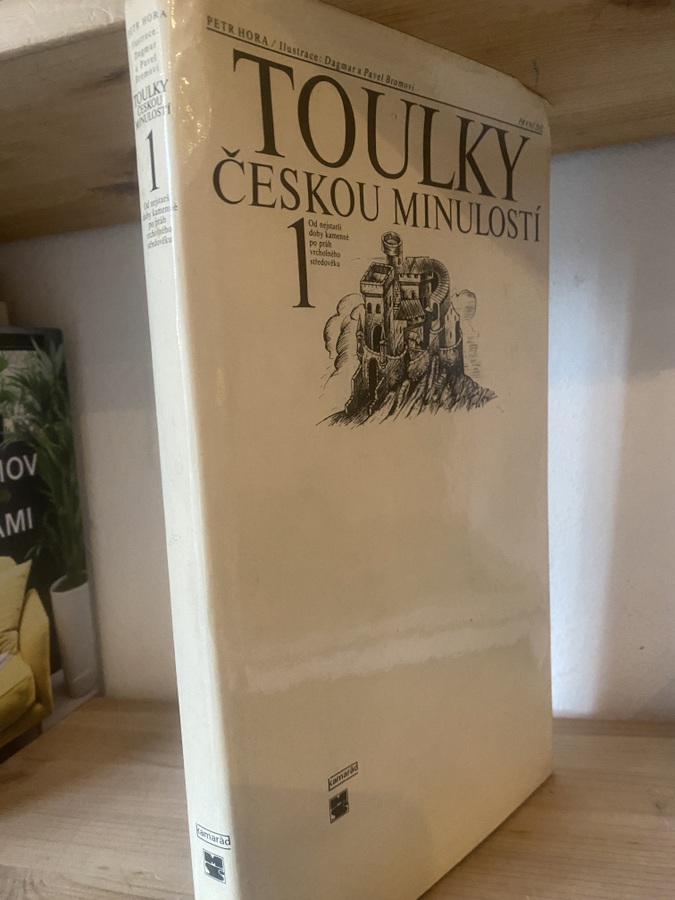 PETR HORA / Ilustrace: Dagmar a Pavel Bromovi
PRVNÍ DÍL
TOULKY
ČESKOU MINULOSTÍ
1
Od nejstarší
doby kamenné
po práh
vrcholného
středověku
kamarád
PETR HORA
Ilustrace:
Dagmar
a Pavel
Bromovi
TOULKY
ČESKOU
MINULOSTÍ
1
Od nejstarší
doby kamenné
po práh
vrcholného
středověku
kamarád